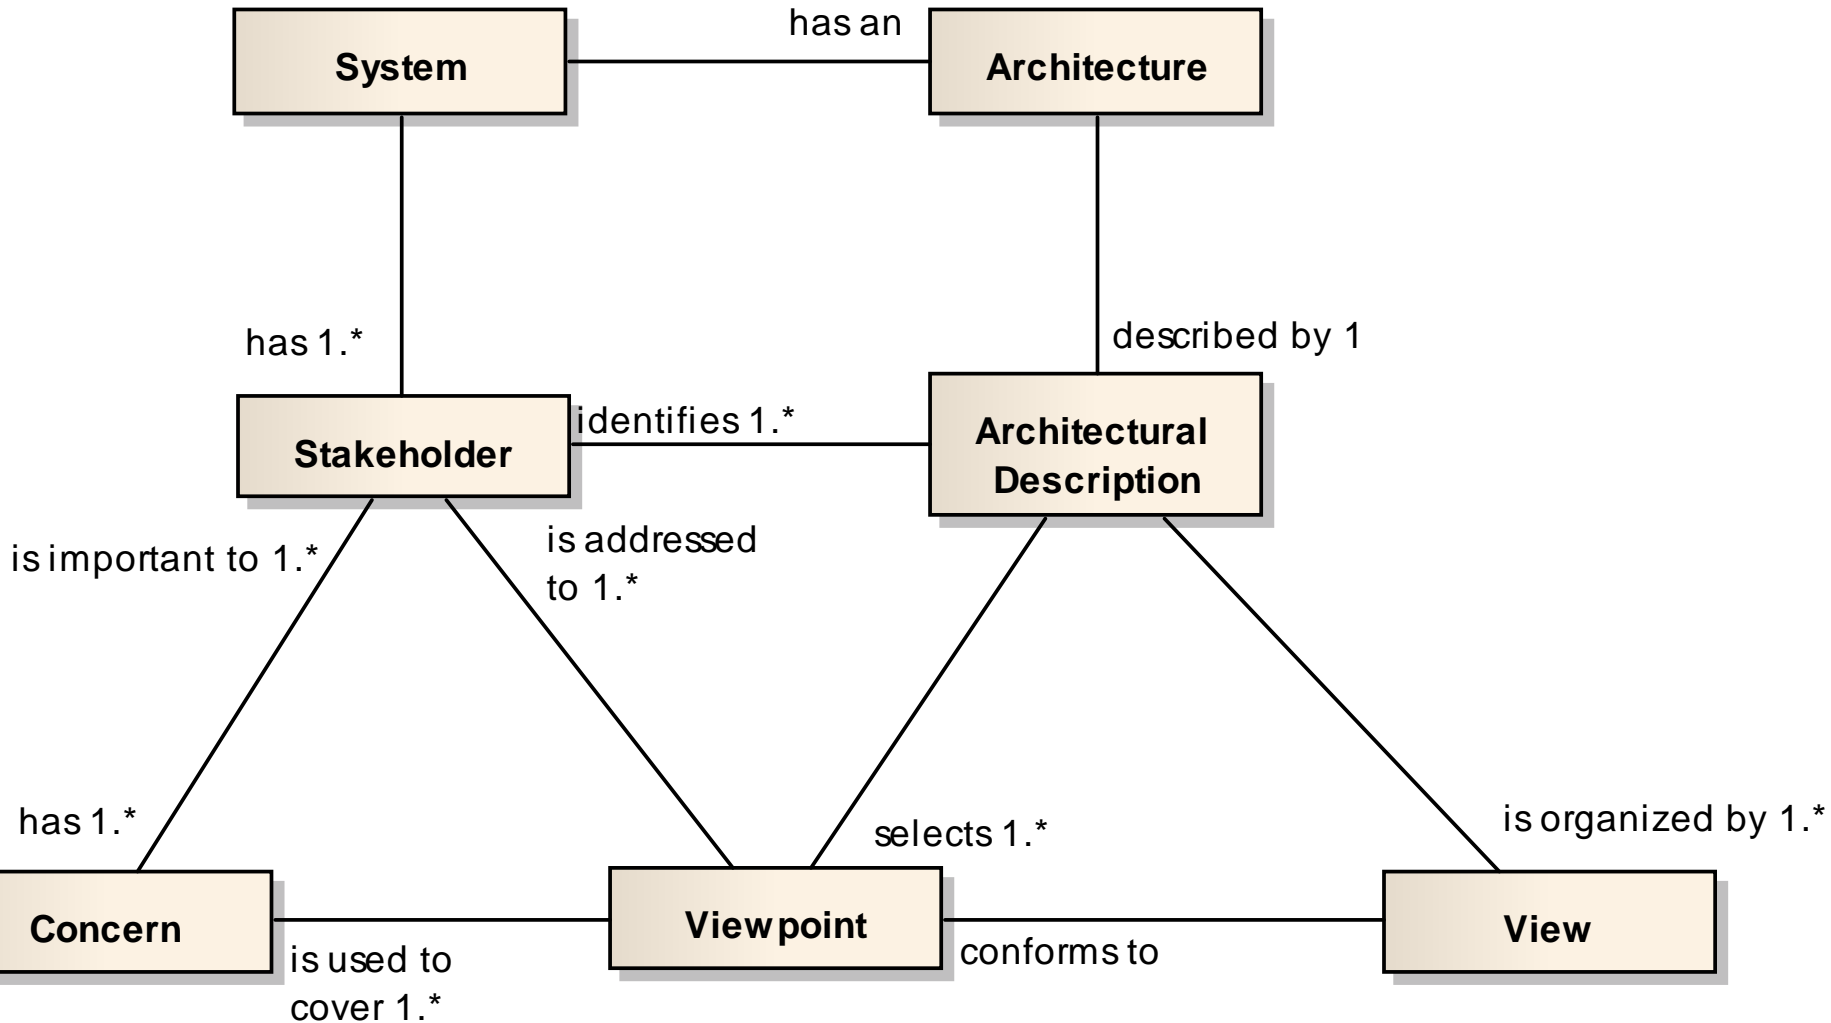 has an
System
Architecture
has 1.*
described by 1
identifies 1.*
Stakeholder
Architectural
Description
is important to 1.*
is addressed
to 1.*
has 1.*
selects 1.*
is organized by 1.*
Concern
Viewpoint
View
is used to
cover 1.*
conforms to